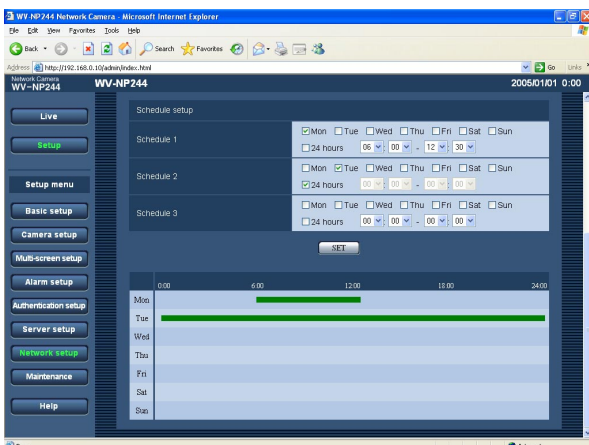 WV-NP244 Network Camera - Microsoft Internet Explorer
File Edit View Favorites Tools Help
Back Search Favorites
Address http://192.168.0.10/admin/index.html Go Links
Network Camera
WV-NP244 WV-NP244 2005/01/01 0:00
Live
Setup
Setup menu
Basic setup
Camera setup
Multi-screen setup
Alarm setup
Authentication setup
Server setup
Network setup
Maintenance
Help
Schedule setup
Schedule 1
Mon Tue Wed Thu Fri Sat Sun
24 hours 06 : 00 - 12 : 30
Schedule 2
Mon Tue Wed Thu Fri Sat Sun
24 hours 00 : 00 - 00 : 00
Schedule 3
Mon Tue Wed Thu Fri Sat Sun
24 hours 00 : 00 - 00 : 00
SET
0:00 6:00 12:00 18:00 24:00
Mon
Tue
Wed
Thu
Fri
Sat
Sun